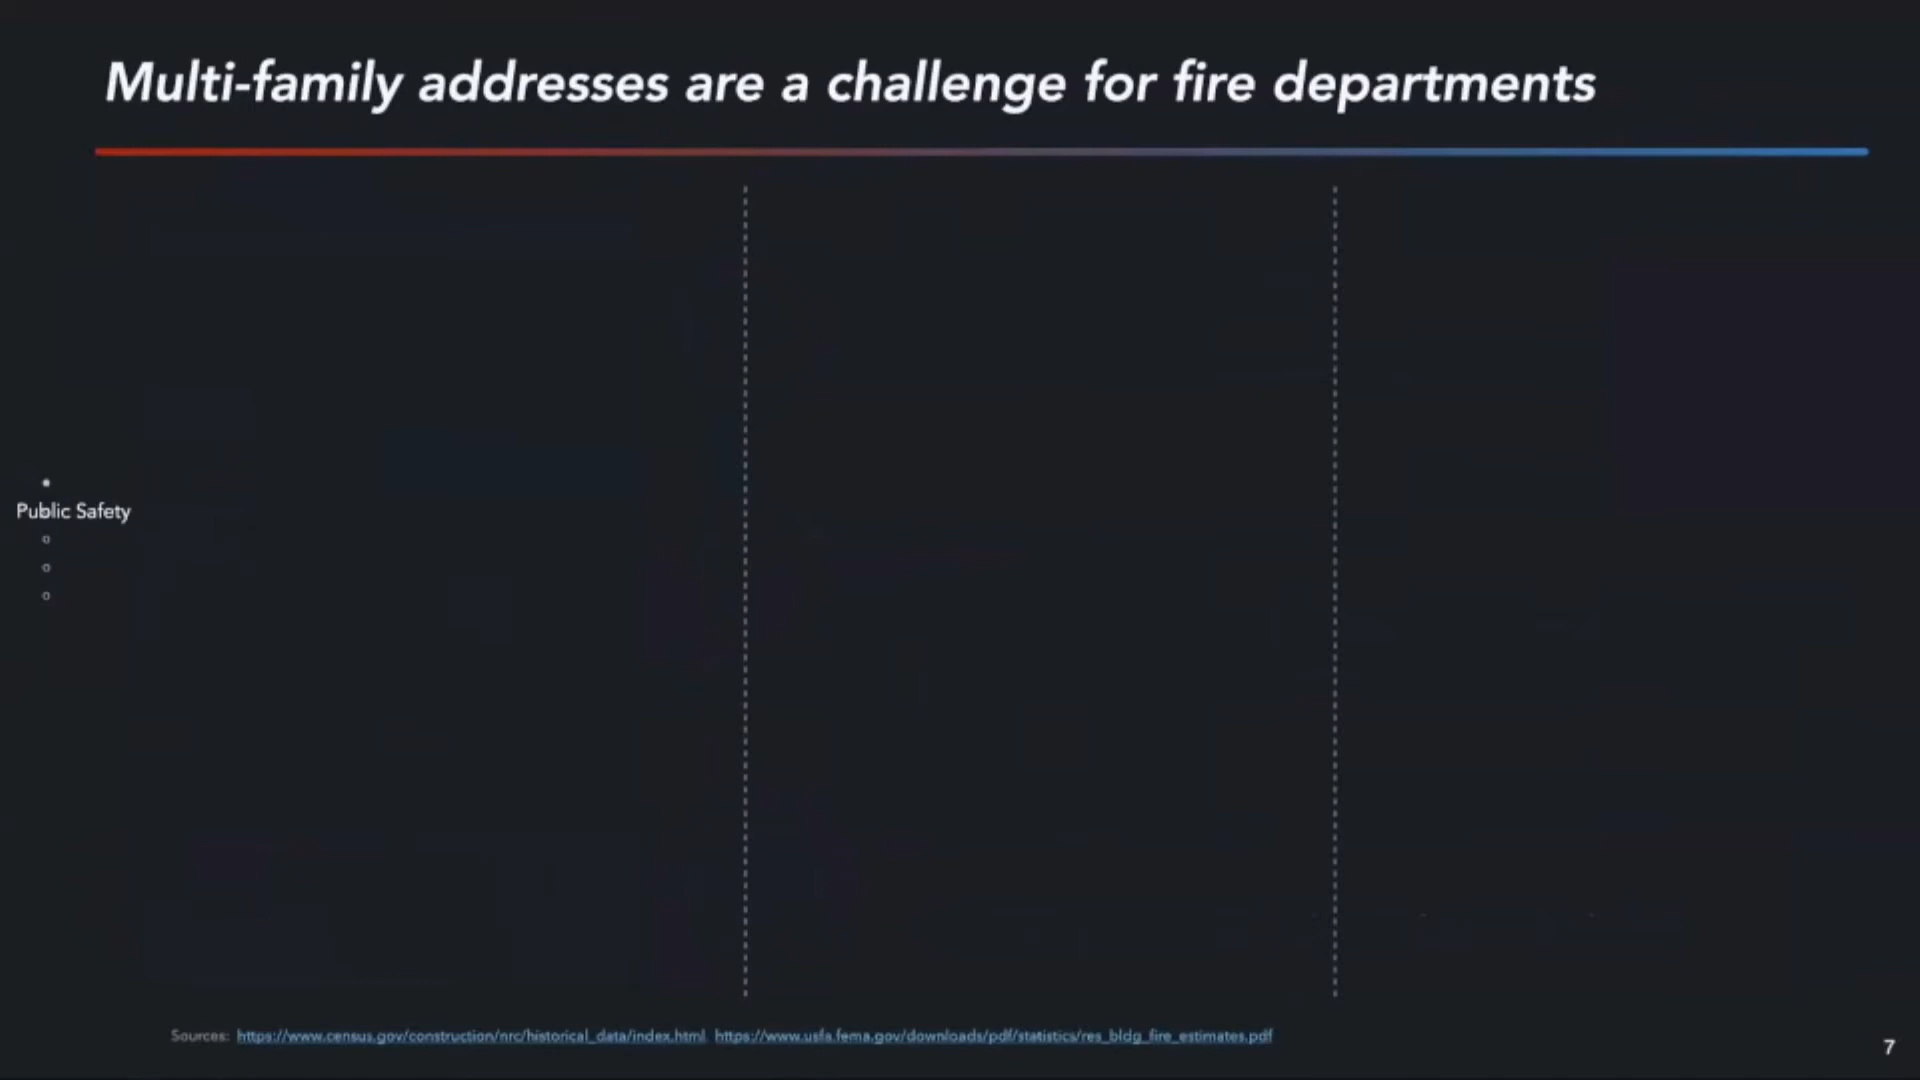 Multi-family addresses are a challenge for fire departments
Public Safety
Sources: https://www.census.gov/construction/nrc/historical_data/index.html, https://www.usfa.fema.gov/downloads/pdf/statistics/res_bldg_fire_estimates.pdf
7